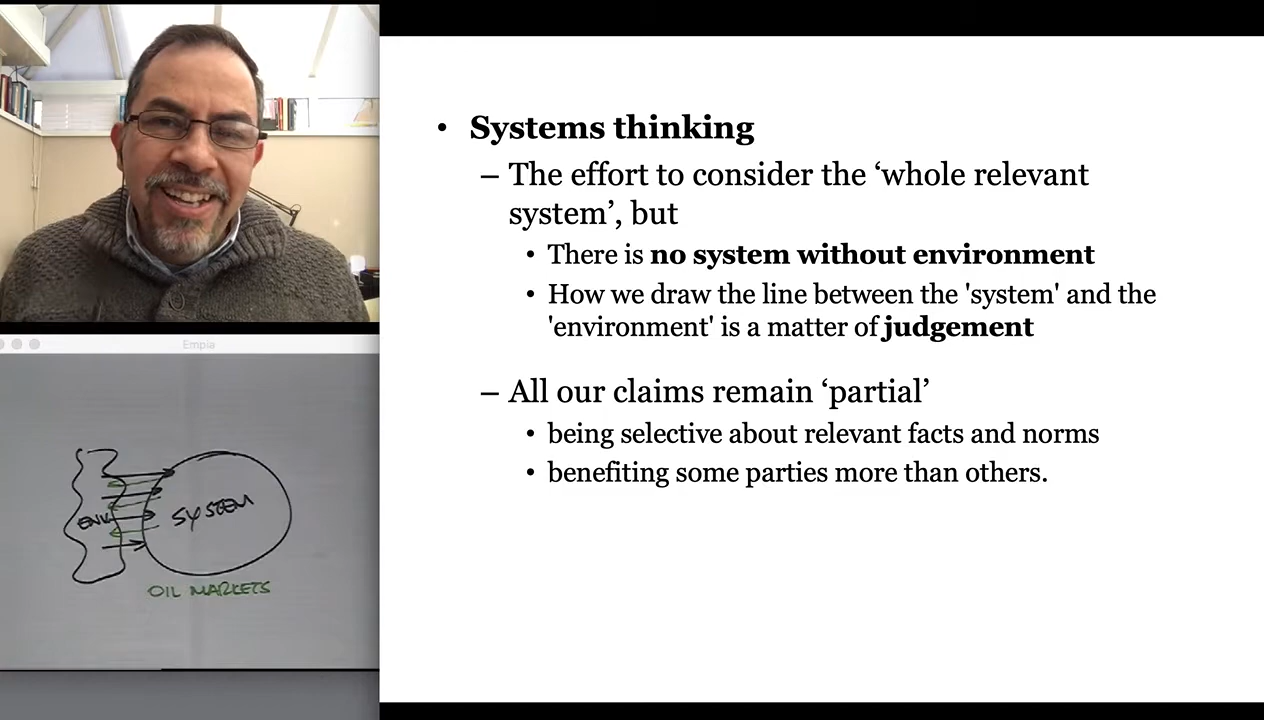 Systems thinking
– The effort to consider the ‘whole relevant
system’, but
• There is no system without environment
• How we draw the line between the 'system' and the
'environment' is a matter of judgement
– All our claims remain ‘partial’
• being selective about relevant facts and norms
• benefiting some parties more than others.
Empia
ENV
SYSTEM
OIL MARKETS